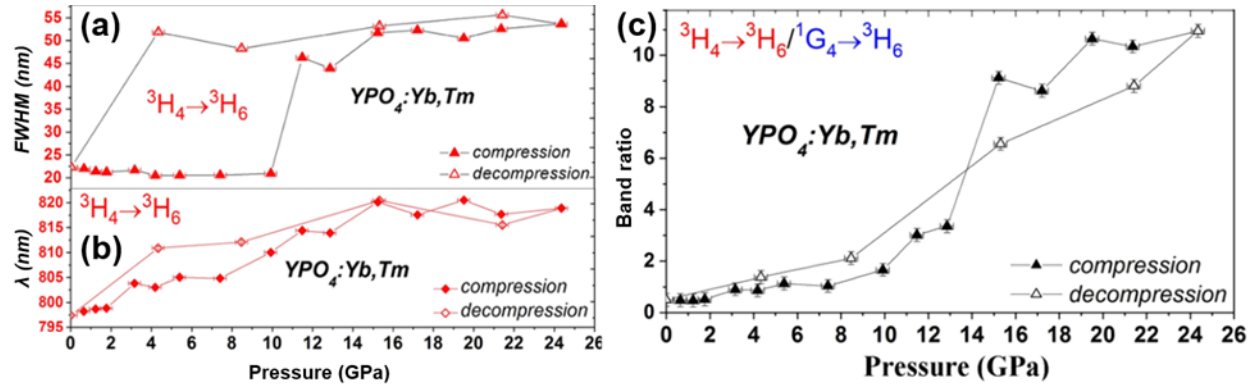 (a)
FWHM (nm)
55
50
45
40
35
30
25
20
³H₄→³H₆
YPO₄:Yb,Tm
compression
decompression
³H₄→³H₆
(b)
λ (nm)
820
815
810
805
800
795
YPO₄:Yb,Tm
compression
decompression
0 2 4 6 8 10 12 14 16 18 20 22 24 26
Pressure (GPa)
(c)
³H₄→³H₆/¹G₄→³H₆
Band ratio
10
8
6
4
2
0
YPO₄:Yb,Tm
compression
decompression
0 2 4 6 8 10 12 14 16 18 20 22 24 26
Pressure (GPa)